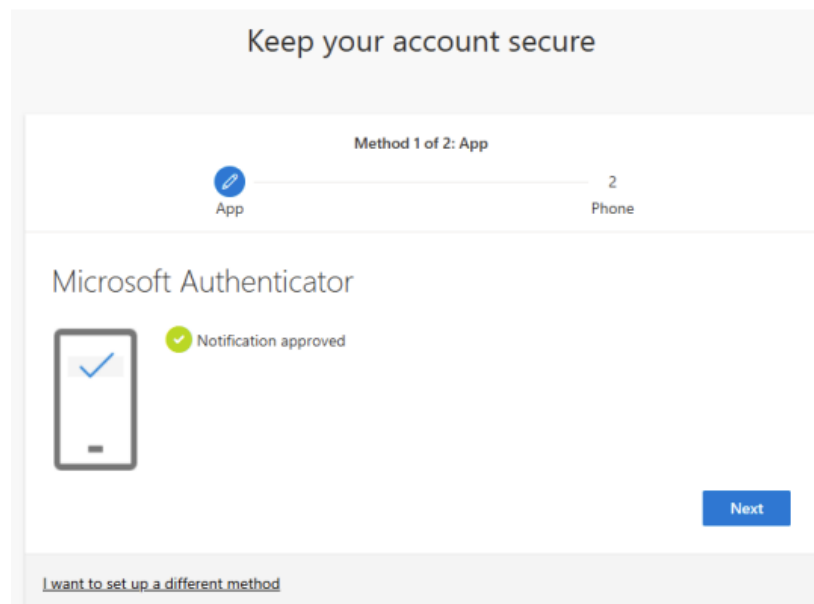 Keep your account secure
Method 1 of 2: App
2
App
Phone
Microsoft Authenticator
Notification approved
Next
I want to set up a different method